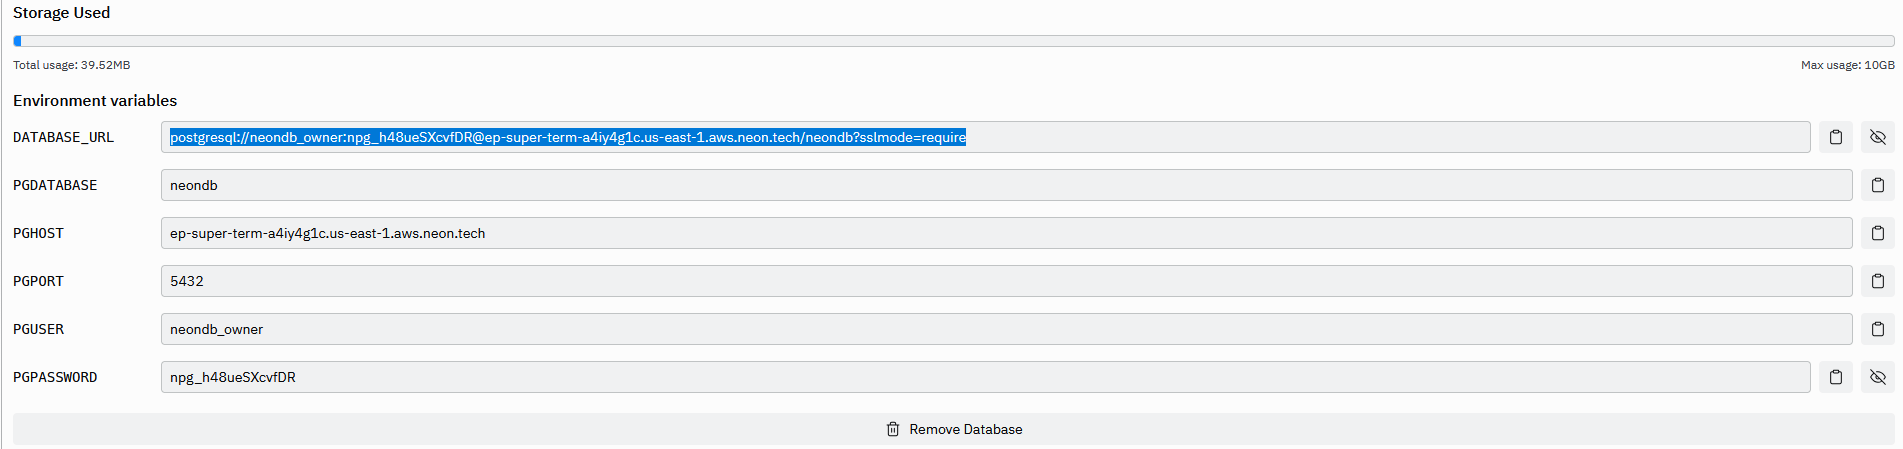 Storage Used
Total usage: 39.52MB Max usage: 10GB
Environment variables
DATABASE_URL postgresql://neondb_owner:npg_h48ueSXcvfDR@ep-super-term-a4iy4g1c.us-east-1.aws.neon.tech/neondb?sslmode=require
PGDATABASE neondb
PGHOST ep-super-term-a4iy4g1c.us-east-1.aws.neon.tech
PGPORT 5432
PGUSER neondb_owner
PGPASSWORD npg_h48ueSXcvfDR
Remove Database